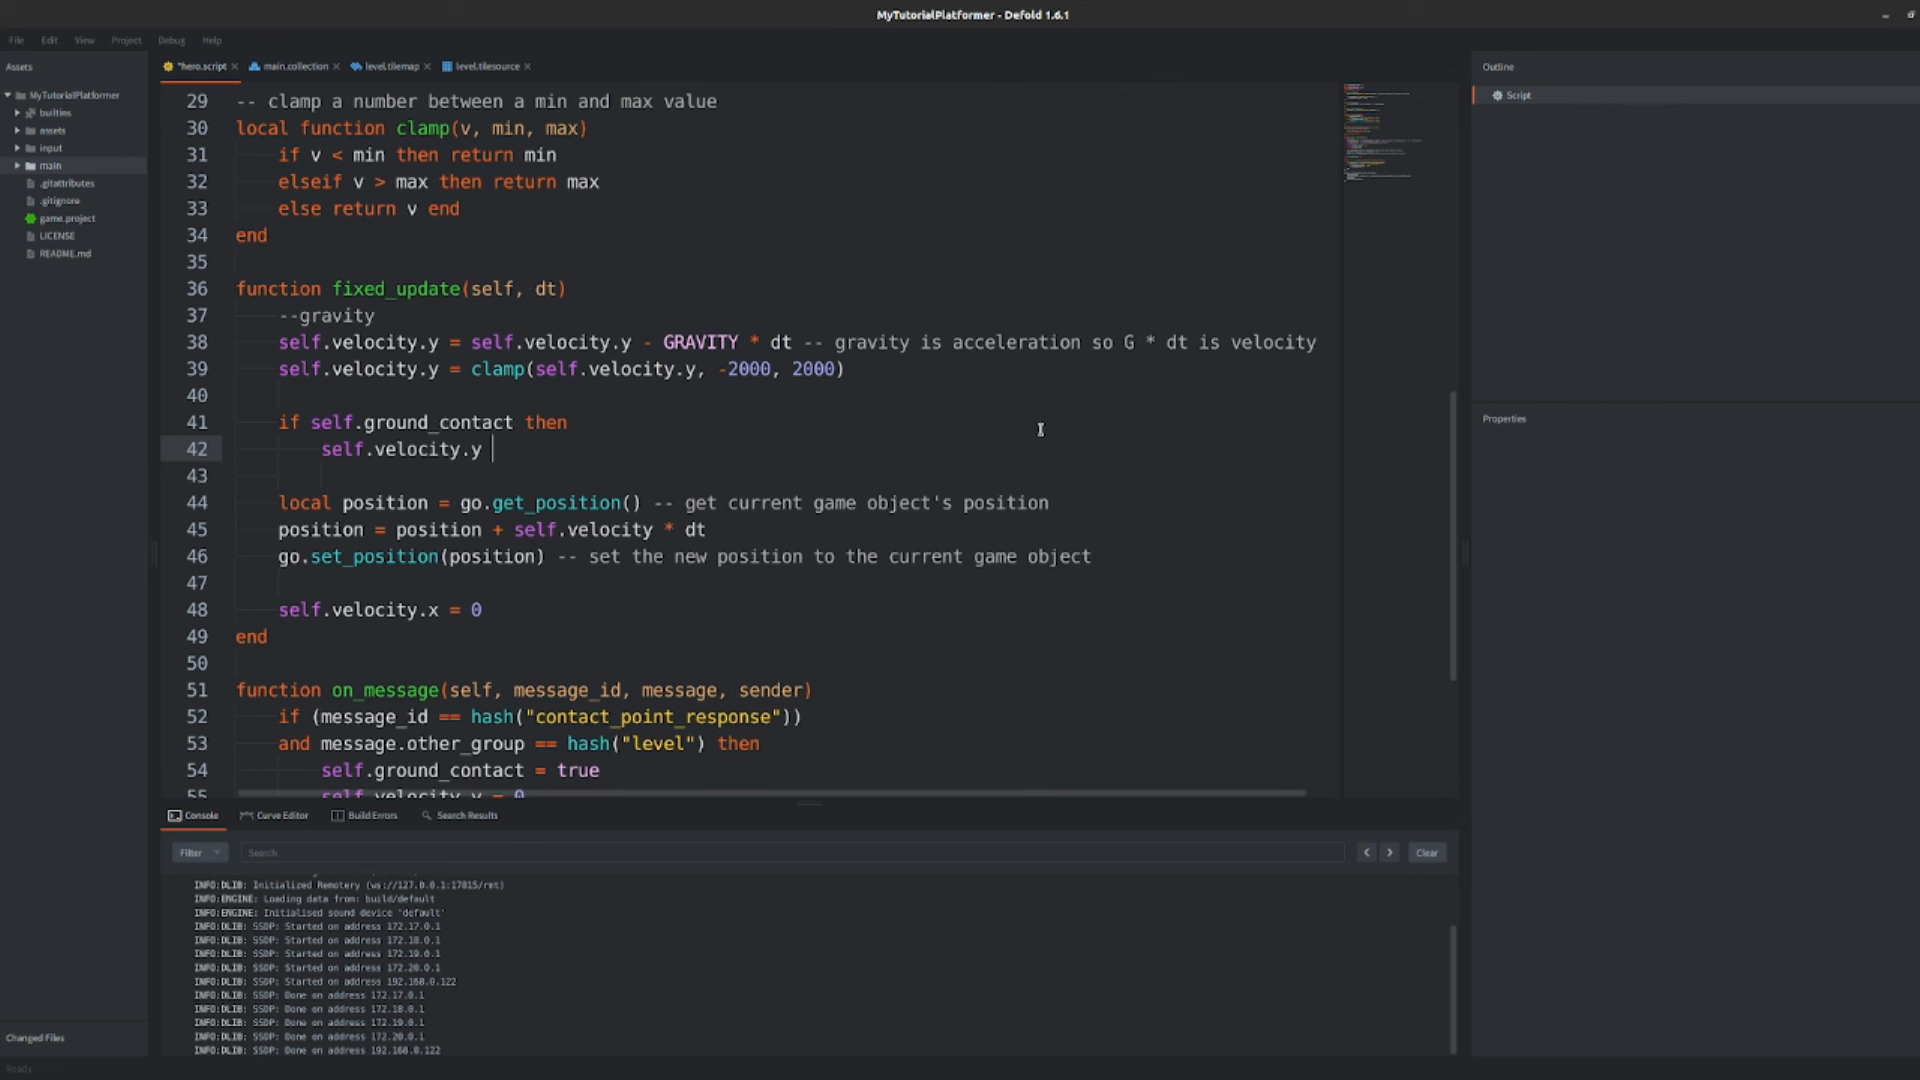 MyTutorialPlatformer - Defold 1.6.1
File Edit View Project Debug Help
Assets
MyTutorialPlatformer
builtins
assets
input
main
.gitattributes
.gitignore
game.project
LICENSE
README.md
Changed Files
Ready
*hero.script main.collection level.tilemap level.tilesource
29 -- clamp a number between a min and max value
30 local function clamp(v, min, max)
31 if v < min then return min
32 elseif v > max then return max
33 else return v end
34 end
35
36 function fixed_update(self, dt)
37 --gravity
38 self.velocity.y = self.velocity.y - GRAVITY * dt -- gravity is acceleration so G * dt is velocity
39 self.velocity.y = clamp(self.velocity.y, -2000, 2000)
40
41 if self.ground_contact then
42 self.velocity.y
43
44 local position = go.get_position() -- get current game object's position
45 position = position + self.velocity * dt
46 go.set_position(position) -- set the new position to the current game object
47
48 self.velocity.x = 0
49 end
50
51 function on_message(self, message_id, message, sender)
52 if (message_id == hash("contact_point_response"))
53 and message.other_group == hash("level") then
54 self.ground_contact = true
55 self.velocity.y = 0
Console Curve Editor Build Errors Search Results
Filter Search Clear
INFO:DLIB: Initialized Remotery (ws://127.0.0.1:17815/rmt)
INFO:ENGINE: Loading data from: build/default
INFO:ENGINE: Initialised sound device 'default'
INFO:DLIB: SSDP: Started on address 172.17.0.1
INFO:DLIB: SSDP: Started on address 172.18.0.1
INFO:DLIB: SSDP: Started on address 172.19.0.1
INFO:DLIB: SSDP: Started on address 172.20.0.1
INFO:DLIB: SSDP: Started on address 192.168.0.122
INFO:DLIB: SSDP: Done on address 172.17.0.1
INFO:DLIB: SSDP: Done on address 172.18.0.1
INFO:DLIB: SSDP: Done on address 172.19.0.1
INFO:DLIB: SSDP: Done on address 172.20.0.1
INFO:DLIB: SSDP: Done on address 192.168.0.122
Outline
Script
Properties